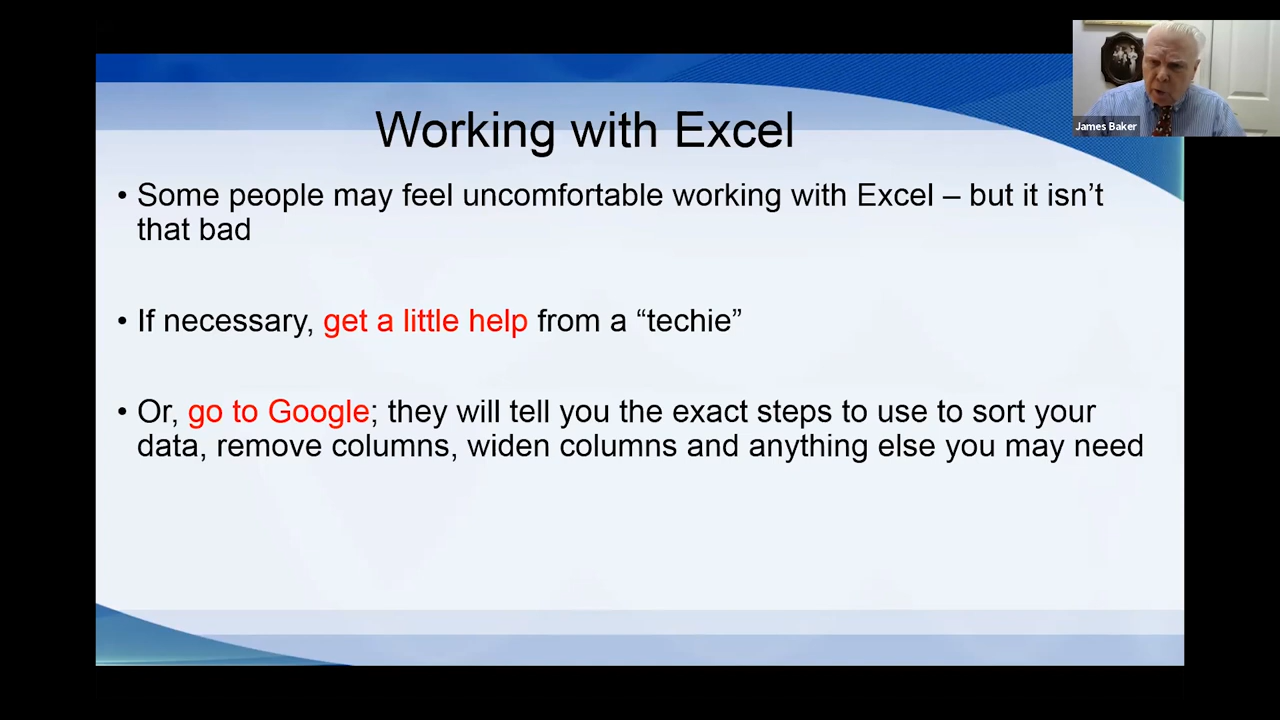 James Baker
Working with Excel
• Some people may feel uncomfortable working with Excel – but it isn’t
that bad
• If necessary, get a little help from a “techie”
• Or, go to Google; they will tell you the exact steps to use to sort your
data, remove columns, widen columns and anything else you may need